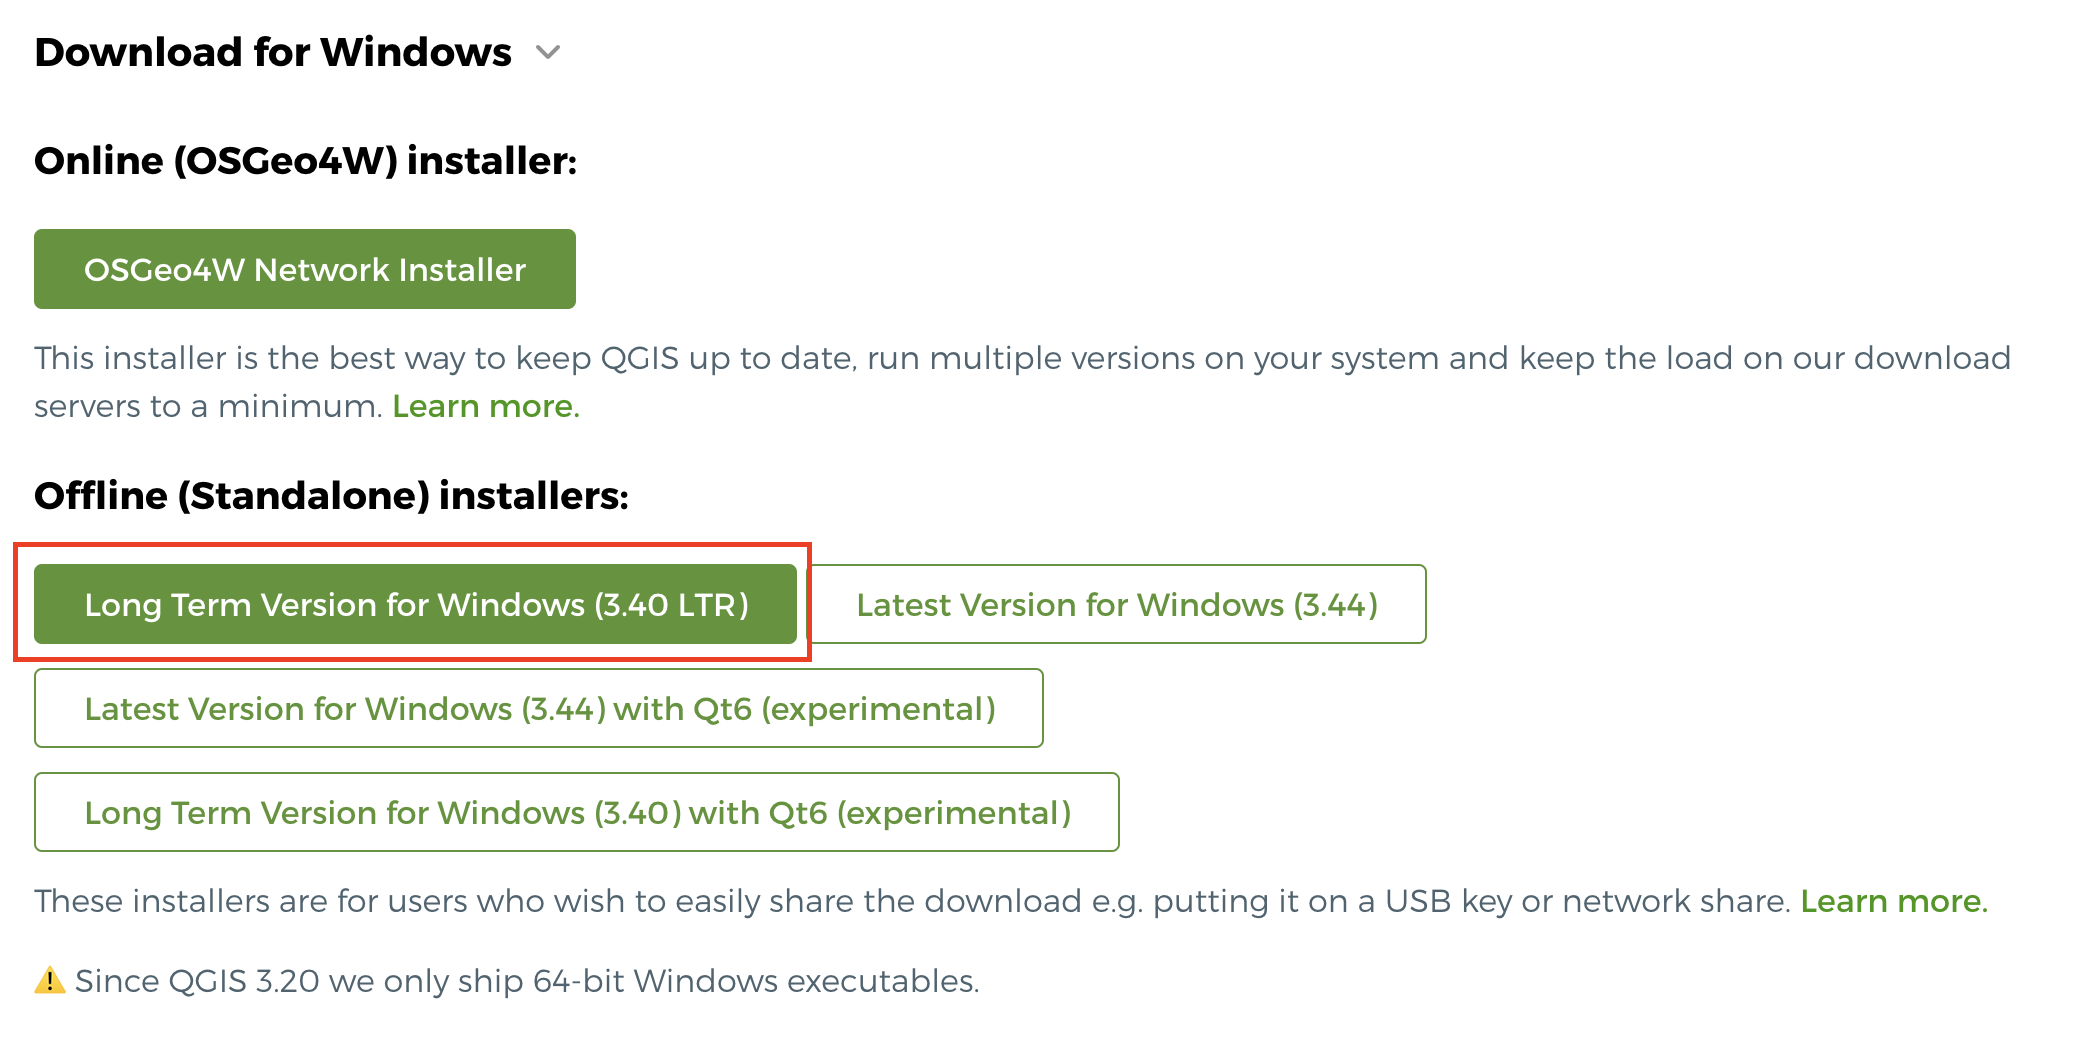 Download for Windows
Online (OSGeo4W) installer:
OSGeo4W Network Installer
This installer is the best way to keep QGIS up to date, run multiple versions on your system and keep the load on our download
servers to a minimum. Learn more.
Offline (Standalone) installers:
Long Term Version for Windows (3.40 LTR)
Latest Version for Windows (3.44)
Latest Version for Windows (3.44) with Qt6 (experimental)
Long Term Version for Windows (3.40) with Qt6 (experimental)
These installers are for users who wish to easily share the download e.g. putting it on a USB key or network share. Learn more.
Since QGIS 3.20 we only ship 64-bit Windows executables.